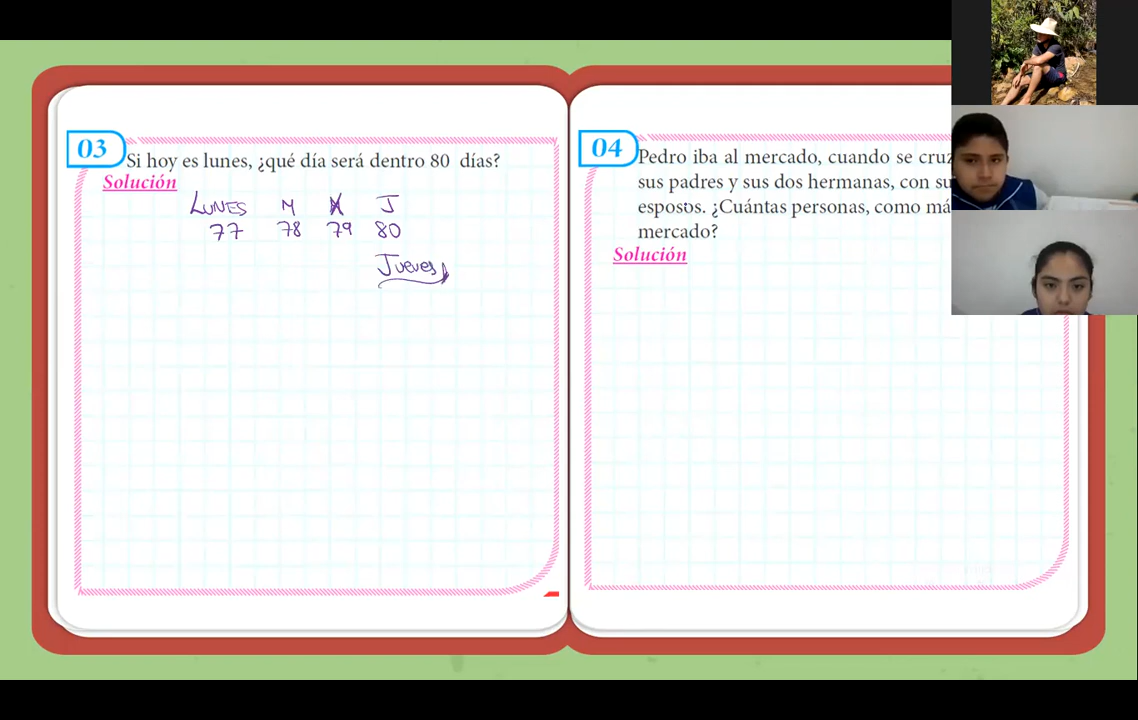 03
Si hoy es lunes, ¿qué día será dentro 80 días?
Solución
LUNES M X J
77 78 79 80
Jueves
04
Pedro iba al mercado, cuando se cruz
sus padres y sus dos hermanas, con su
esposos. ¿Cuántas personas, como má
mercado?
Solución